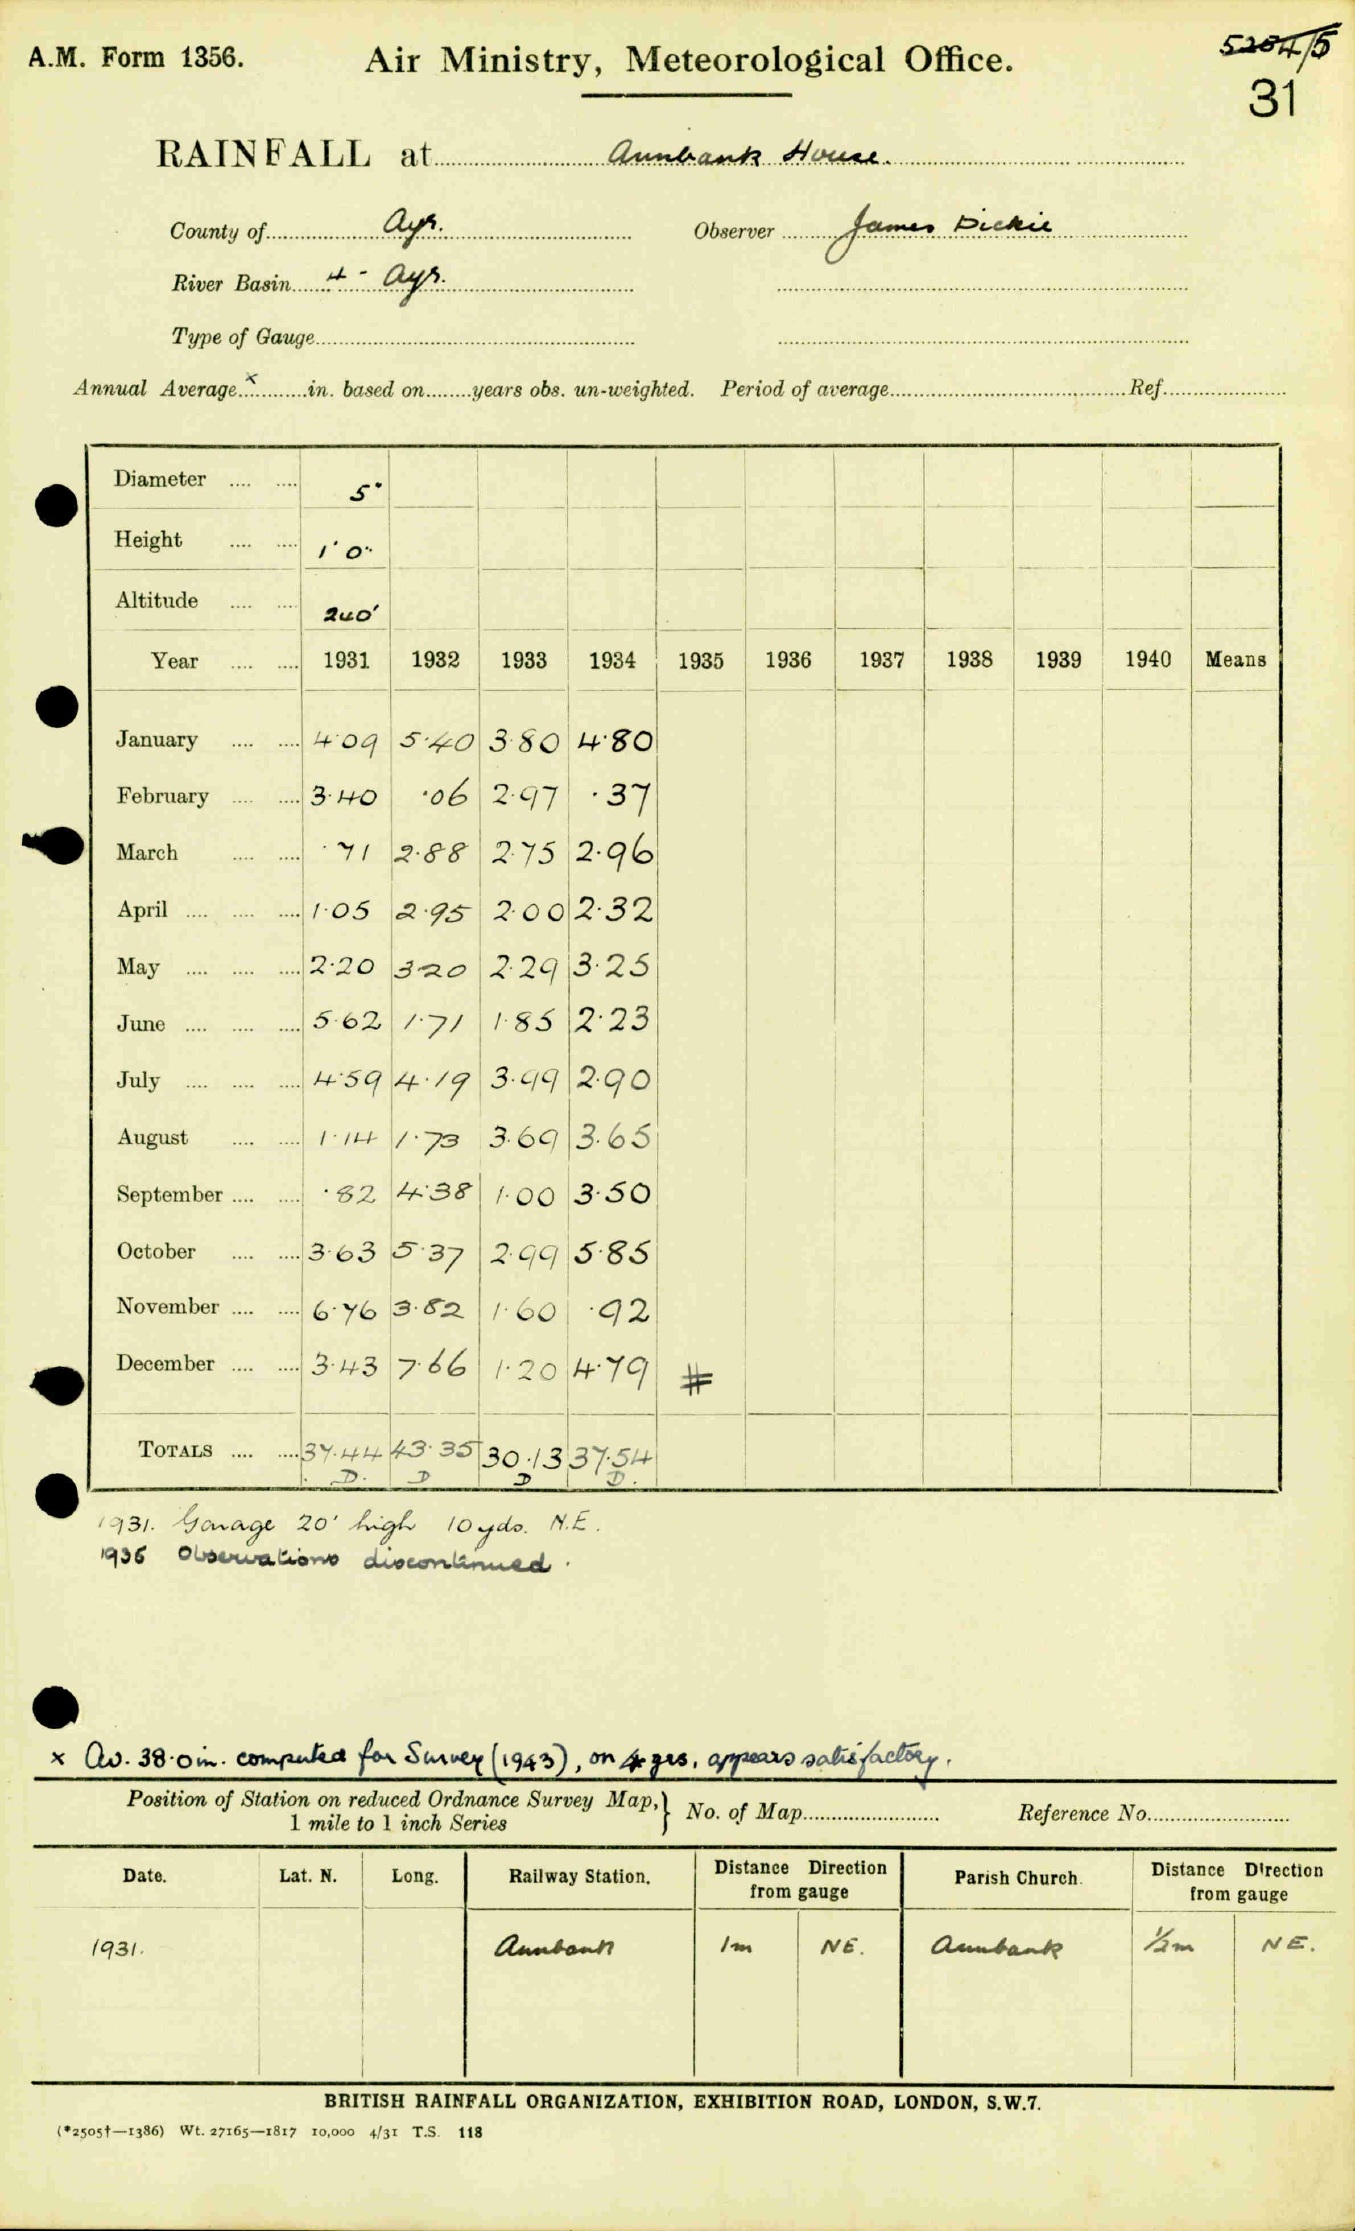 A.M. Form 1356.
Air Ministry, Meteorological Office.
5204/5
31
RAINFALL at Annbank House.
County of Ayr. Observer James Dickie
River Basin 4 - Ayr.
Type of Gauge
Annual Average x in. based on years obs. un-weighted. Period of average Ref.
Diameter 5"
Height 1' 0"
Altitude 240'
Year 1931 1932 1933 1934 1935 1936 1937 1938 1939 1940 Means
January 4.09 5.40 3.80 4.80
February 3.40 .06 2.97 .37
March .71 2.88 2.75 2.96
April 1.05 2.95 2.00 2.32
May 2.20 3.20 2.29 3.25
June 5.62 1.71 1.85 2.23
July 4.59 4.19 3.99 2.90
August 1.14 1.73 3.69 3.65
September .82 4.38 1.00 3.50
October 3.63 5.37 2.99 5.85
November 6.76 3.82 1.60 .92
December 3.43 7.66 1.20 4.79 #
TOTALS 37.44 43.35 30.13 37.54
D. D D D.
1931. Garage 20' high 10 yds. N.E.
1935 Observations discontinued.
x Av. 38.0 in. computed for Survey (1943), on 4 yrs, appears satisfactory.
Position of Station on reduced Ordnance Survey Map,} No. of Map Reference No.
1 mile to 1 inch Series
Date. Lat. N. Long. Railway Station. Distance Direction from gauge Parish Church. Distance Direction from gauge
1931. Annbank 1m NE. Annbank 1/2m NE.
BRITISH RAINFALL ORGANIZATION, EXHIBITION ROAD, LONDON, S.W.7.
(*2505†—1386) Wt. 27165—1817 10,000 4/31 T.S. 118